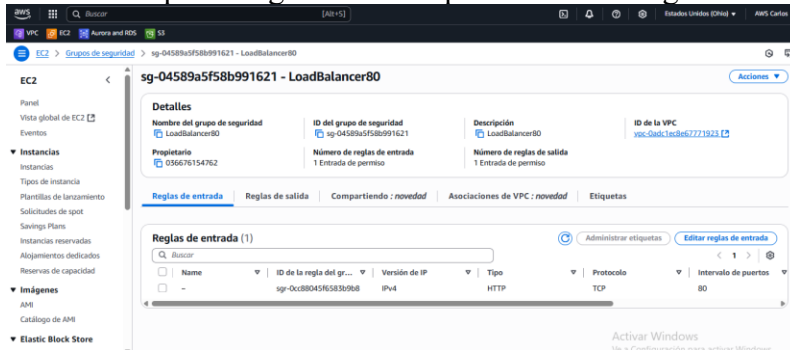 aws Buscar [Alt+S] Estados Unidos (Ohio) ▼ AWS Carlos
VPC EC2 Aurora and RDS S3
EC2 > Grupos de seguridad > sg-04589a5f58b991621 - LoadBalancer80
EC2
Panel
Vista global de EC2
Eventos
Instancias
Instancias
Tipos de instancia
Plantillas de lanzamiento
Solicitudes de spot
Savings Plans
Instancias reservadas
Alojamientos dedicados
Reservas de capacidad
Imágenes
AMI
Catálogo de AMI
Elastic Block Store
sg-04589a5f58b991621 - LoadBalancer80
Acciones ▼
Detalles
Nombre del grupo de seguridad ID del grupo de seguridad Descripción ID de la VPC
LoadBalancer80 sg-04589a5f58b991621 LoadBalancer80 vpc-0adc1ec8e67771923
Propietario Número de reglas de entrada Número de reglas de salida
036676154762 1 Entrada de permiso 1 Entrada de permiso
Reglas de entrada Reglas de salida Compartiendo : novedad Asociaciones de VPC : novedad Etiquetas
Reglas de entrada (1) Administrar etiquetas Editar reglas de entrada
Buscar < 1 >
Name ID de la regla del gr... Versión de IP Tipo Protocolo Intervalo de puertos
- sgr-0cc88045f6583b9b8 IPv4 HTTP TCP 80
Activar Windows